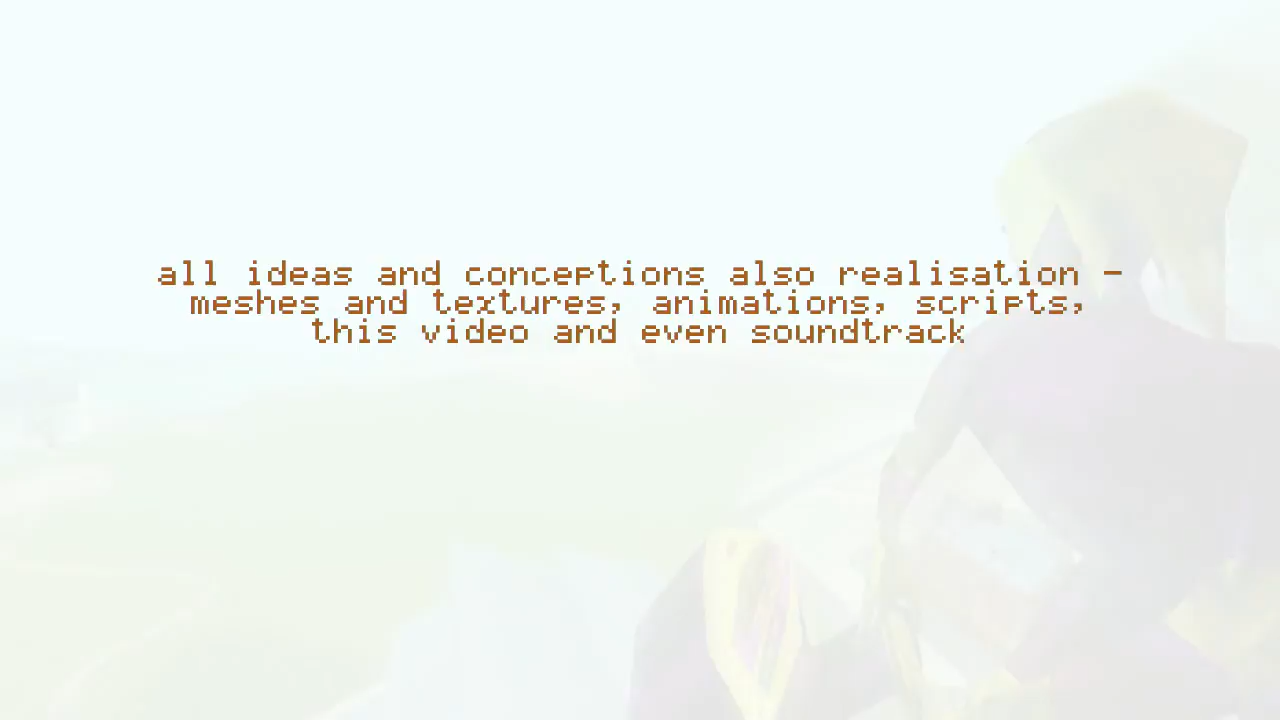 all ideas and conceptions also realisation -
meshes and textures, animations, scripts,
this video and even soundtrack